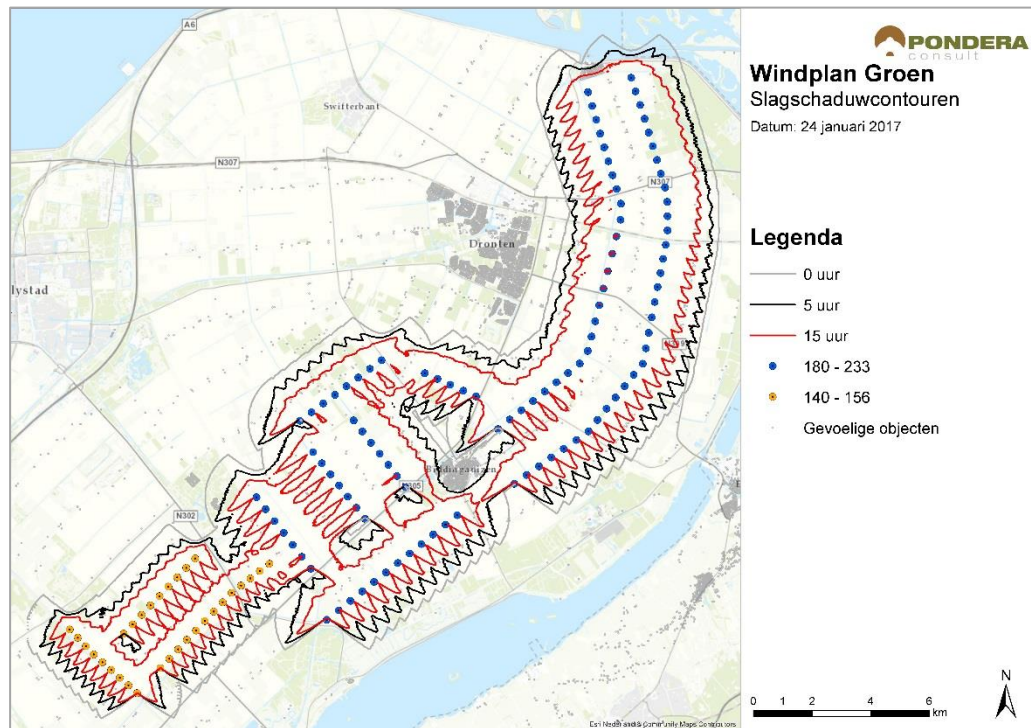 A6
Swifterbant
N307
N307
Dronten
lystad
N719
Biddinghuizen
N305
N302
Esri Nederland & Community Maps Contributors
PONDERA
consult
Windplan Groen
Slagschaduwcontouren
Datum: 24 januari 2017
Legenda
0 uur
5 uur
15 uur
180 - 233
140 - 156
Gevoelige objecten
0 2 4 6
km
N